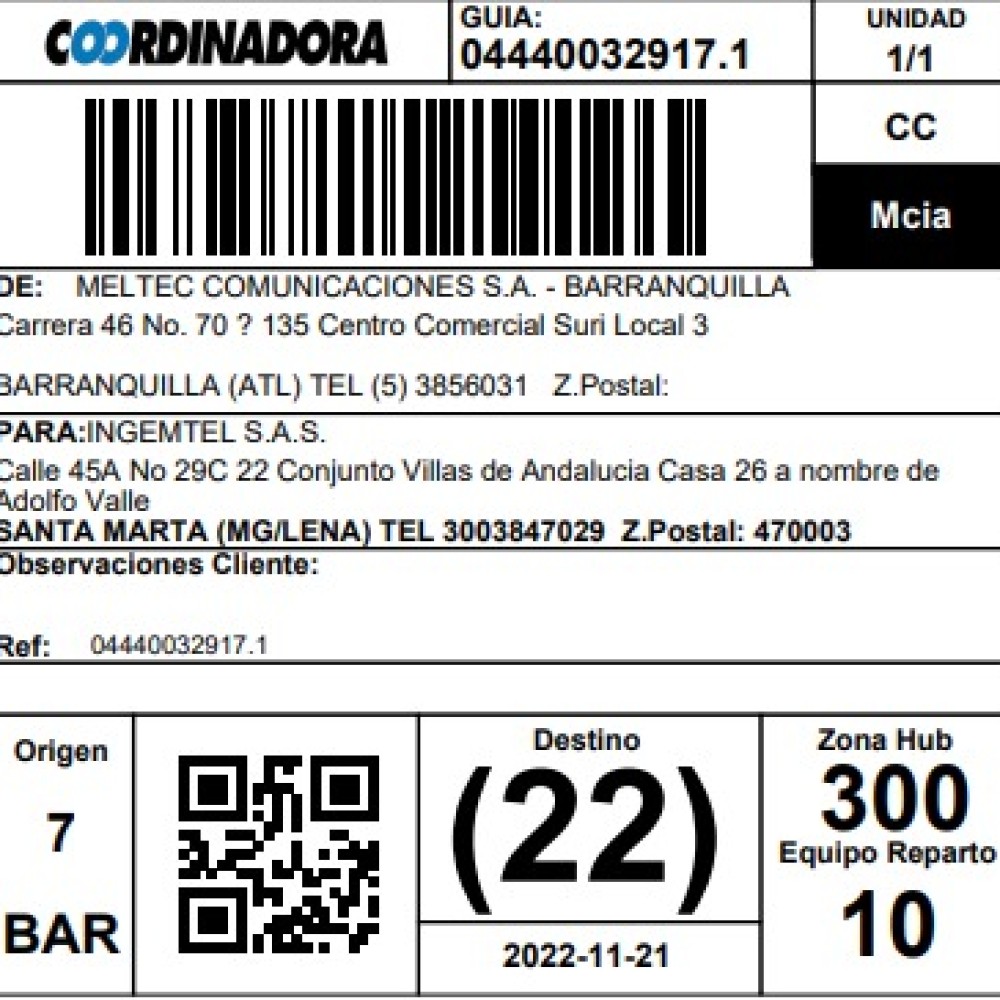 COORDINADORA
GUIA:
04440032917.1
UNIDAD
1/1
CC
Mcia
DE: MELTEC COMUNICACIONES S.A. - BARRANQUILLA
Carrera 46 No. 70 ? 135 Centro Comercial Suri Local 3
BARRANQUILLA (ATL) TEL (5) 3856031 Z.Postal:
PARA:INGEMTEL S.A.S.
Calle 45A No 29C 22 Conjunto Villas de Andalucia Casa 26 a nombre de
Adolfo Valle
SANTA MARTA (MG/LENA) TEL 3003847029 Z.Postal: 470003
Observaciones Cliente:
Ref: 04440032917.1
Origen
7
BAR
Destino
(22)
2022-11-21
Zona Hub
300
Equipo Reparto
10